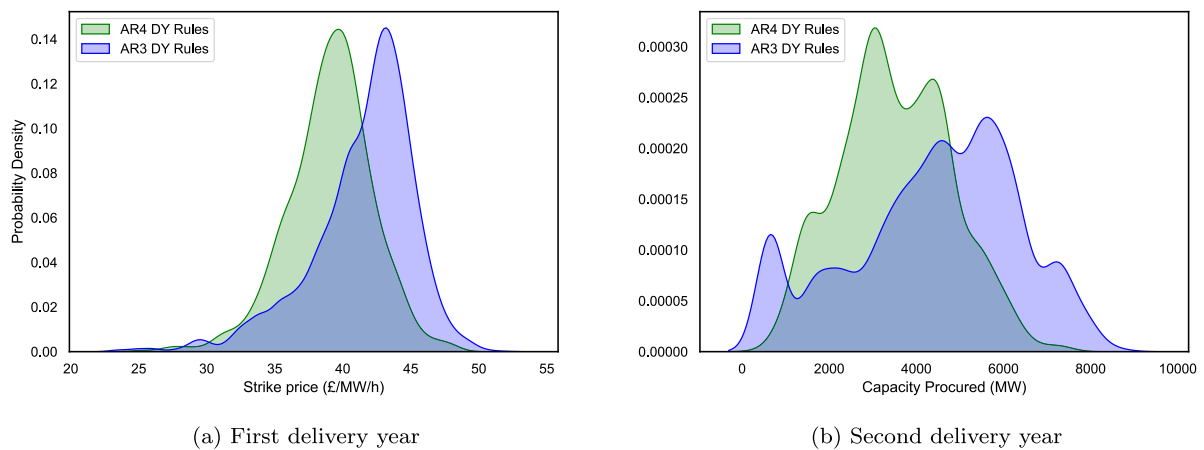 AR4 DY Rules
AR3 DY Rules
0.14
0.12
0.10
0.08
0.06
0.04
0.02
0.00
Probability Density
20 25 30 35 40 45 50 55
Strike price (£/MW/h)
(a) First delivery year
AR4 DY Rules
AR3 DY Rules
0.00030
0.00025
0.00020
0.00015
0.00010
0.00005
0.00000
0 2000 4000 6000 8000 10000
Capacity Procured (MW)
(b) Second delivery year